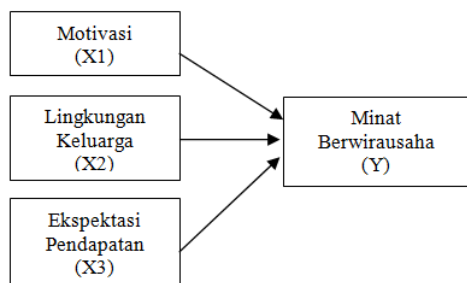 Motivasi
(X1)
Lingkungan
Keluarga
(X2)
Minat
Berwirausaha
(Y)
Ekspektasi
Pendapatan
(X3)